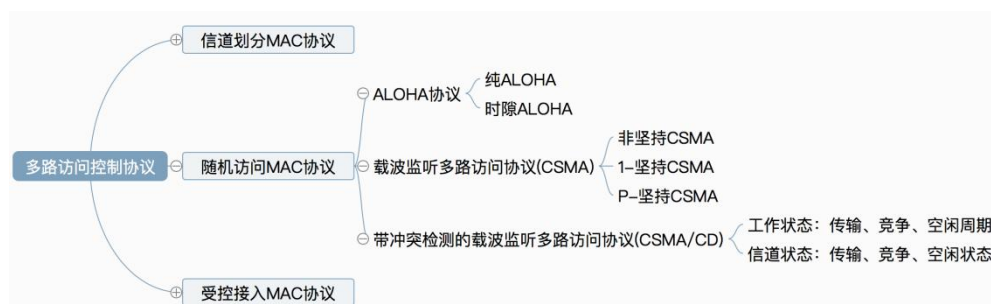 信道划分MAC协议
纯ALOHA
ALOHA协议
时隙ALOHA
非坚持CSMA
多路访问控制协议
随机访问MAC协议
载波监听多路访问协议(CSMA)
1-坚持CSMA
P-坚持CSMA
工作状态：传输、竞争、空闲周期
带冲突检测的载波监听多路访问协议(CSMA/CD)
信道状态：传输、竞争、空闲状态
受控接入MAC协议